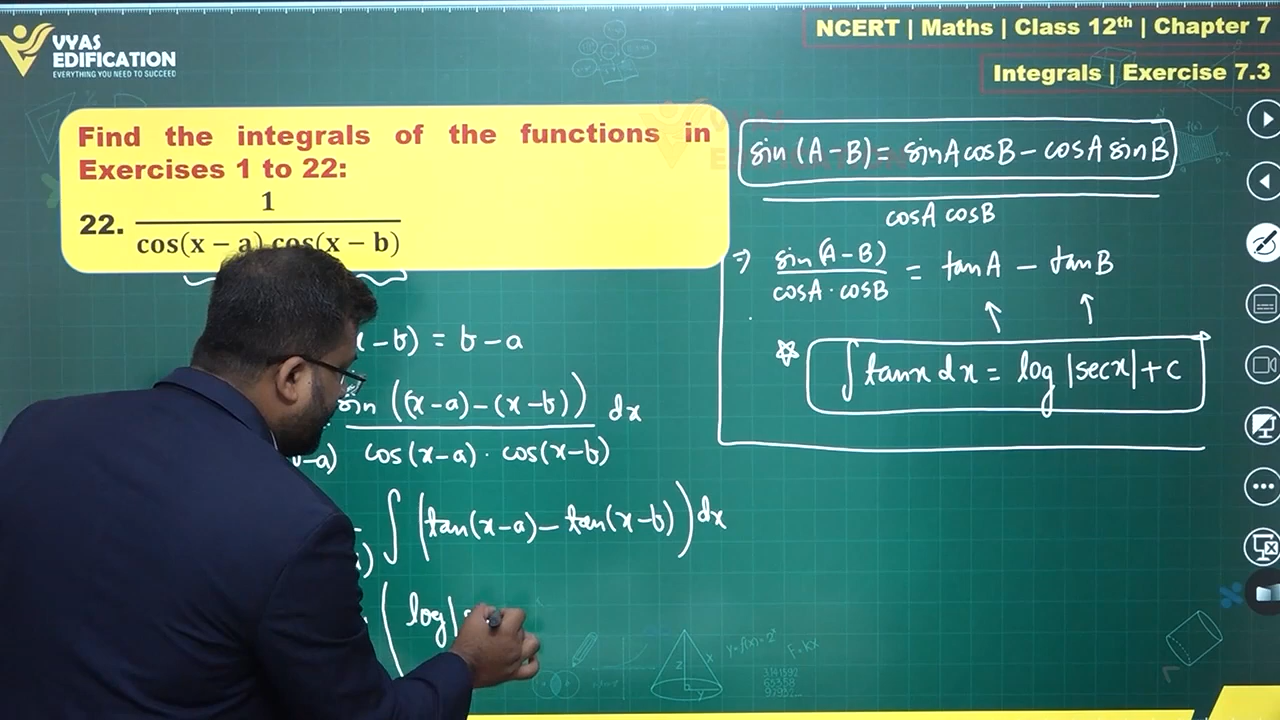 VYAS
EDIFICATION
EVERYTHING YOU NEED TO SUCCEED
NCERT | Maths | Class 12th | Chapter 7
Integrals | Exercise 7.3
Find the integrals of the functions in
Exercises 1 to 22:
22. 1 / cos(x − a) cos(x − b)
x − b) = b − a
sin ((x−a) − (x−b)) dx
cos(x−a) · cos(x−b)
∫ (tan(x−a) − tan(x−b)) dx
( log |
sin (A − B) = sinA cosB − cosA sinB
cosA cosB
⇒ sin(A−B) / cosA · cosB = tanA − tanB
∫ tanx dx = log |secx| + c